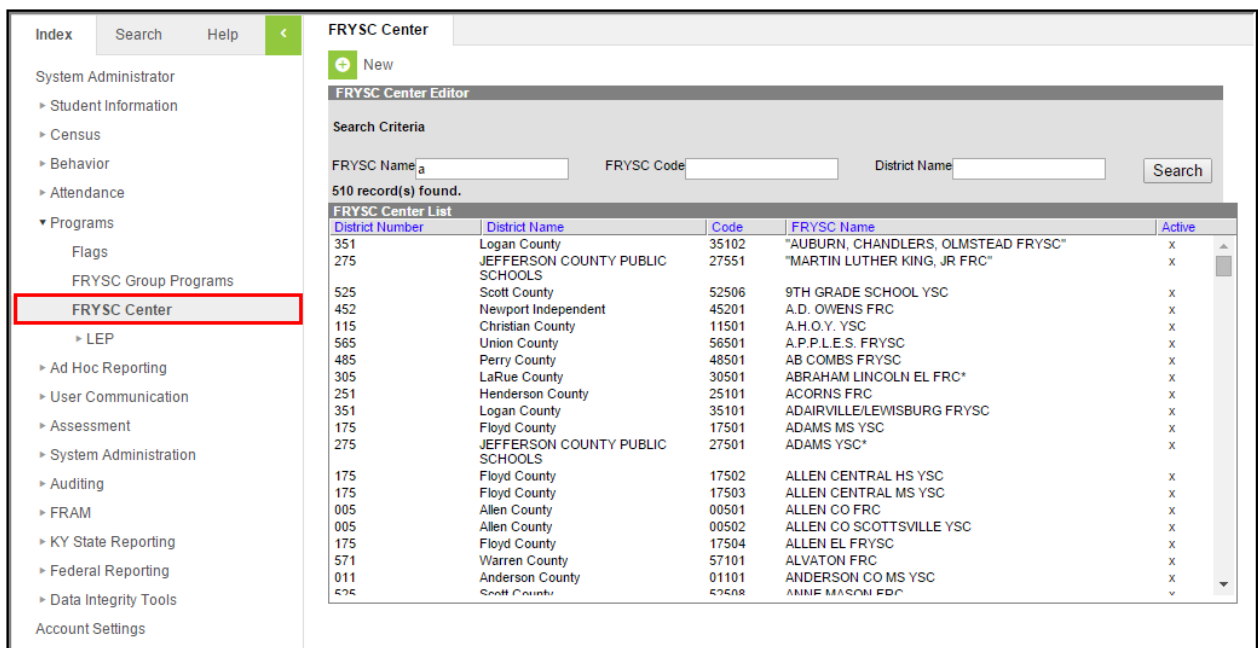 Index Search Help
System Administrator
Student Information
Census
Behavior
Attendance
Programs
Flags
FRYSC Group Programs
FRYSC Center
LEP
Ad Hoc Reporting
User Communication
Assessment
System Administration
Auditing
FRAM
KY State Reporting
Federal Reporting
Data Integrity Tools
Account Settings
FRYSC Center
New
FRYSC Center Editor
Search Criteria
FRYSC Name a FRYSC Code District Name Search
510 record(s) found.
FRYSC Center List
District Number District Name Code FRYSC Name Active
351 Logan County 35102 "AUBURN, CHANDLERS, OLMSTEAD FRYSC" x
275 JEFFERSON COUNTY PUBLIC 27551 "MARTIN LUTHER KING, JR FRC" x
SCHOOLS
525 Scott County 52506 9TH GRADE SCHOOL YSC x
452 Newport Independent 45201 A.D. OWENS FRC x
115 Christian County 11501 A.H.O.Y. YSC x
565 Union County 56501 A.P.P.L.E.S. FRYSC x
485 Perry County 48501 AB COMBS FRYSC x
305 LaRue County 30501 ABRAHAM LINCOLN EL FRC* x
251 Henderson County 25101 ACORNS FRC x
351 Logan County 35101 ADAIRVILLE/LEWISBURG FRYSC x
175 Floyd County 17501 ADAMS MS YSC x
275 JEFFERSON COUNTY PUBLIC 27501 ADAMS YSC* x
SCHOOLS
175 Floyd County 17502 ALLEN CENTRAL HS YSC x
175 Floyd County 17503 ALLEN CENTRAL MS YSC x
005 Allen County 00501 ALLEN CO FRC x
005 Allen County 00502 ALLEN CO SCOTTSVILLE YSC x
175 Floyd County 17504 ALLEN EL FRYSC x
571 Warren County 57101 ALVATON FRC x
011 Anderson County 01101 ANDERSON CO MS YSC x
525 Scott County 52508 ANNE MASON FRC x